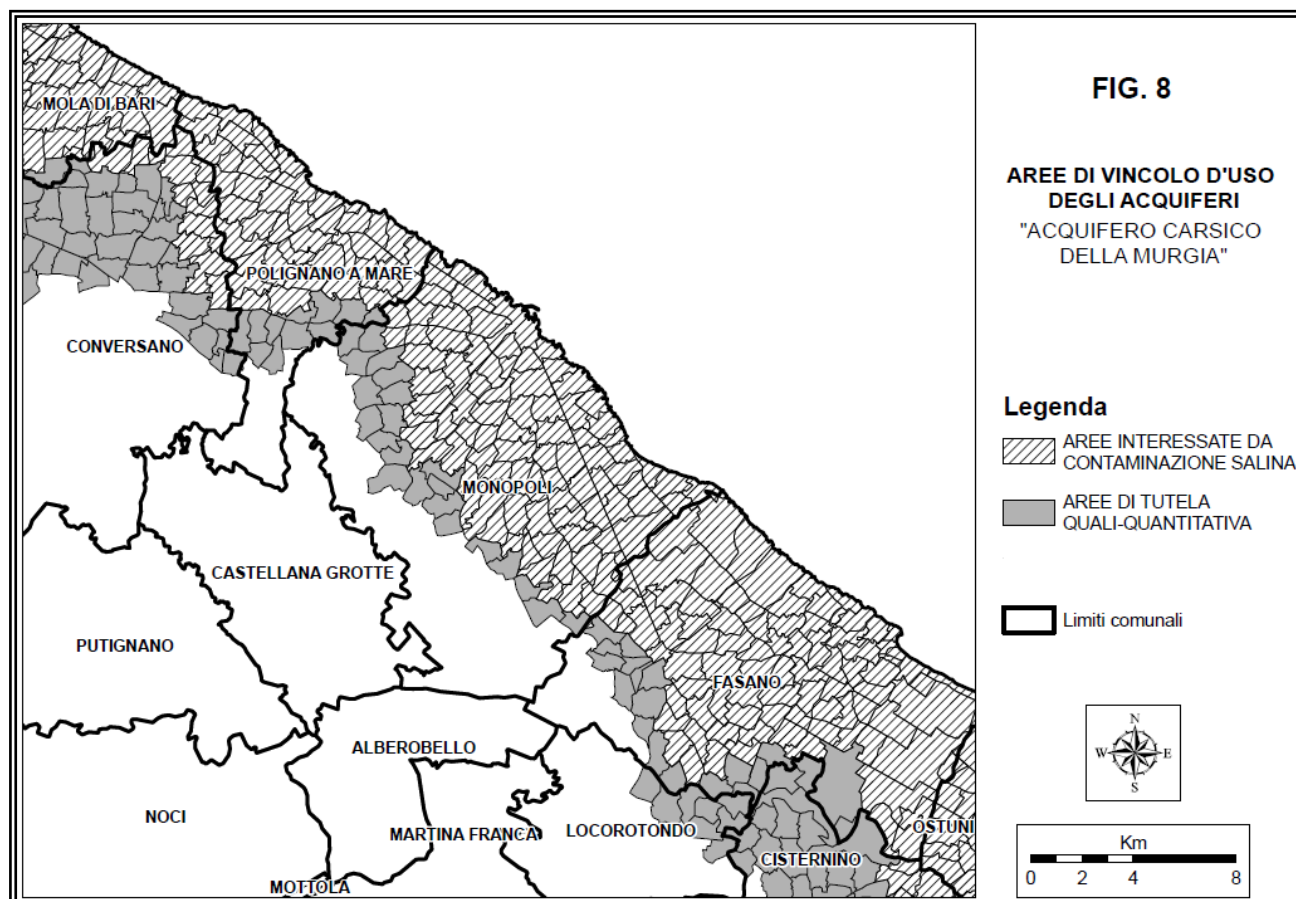 MOLA DI BARI
POLIGNANO A MARE
CONVERSANO
MONOPOLI
CASTELLANA GROTTE
PUTIGNANO
FASANO
ALBEROBELLO
NOCI
MARTINA FRANCA
LOCOROTONDO
OSTUNI
CISTERNINO
MOTTOLA
FIG. 8
AREE DI VINCOLO D'USO
DEGLI ACQUIFERI
"ACQUIFERO CARSICO
DELLA MURGIA"
Legenda
AREE INTERESSATE DA
CONTAMINAZIONE SALINA
AREE DI TUTELA
QUALI-QUANTITATIVA
Limiti comunali
N
W E
S
Km
0 2 4 8